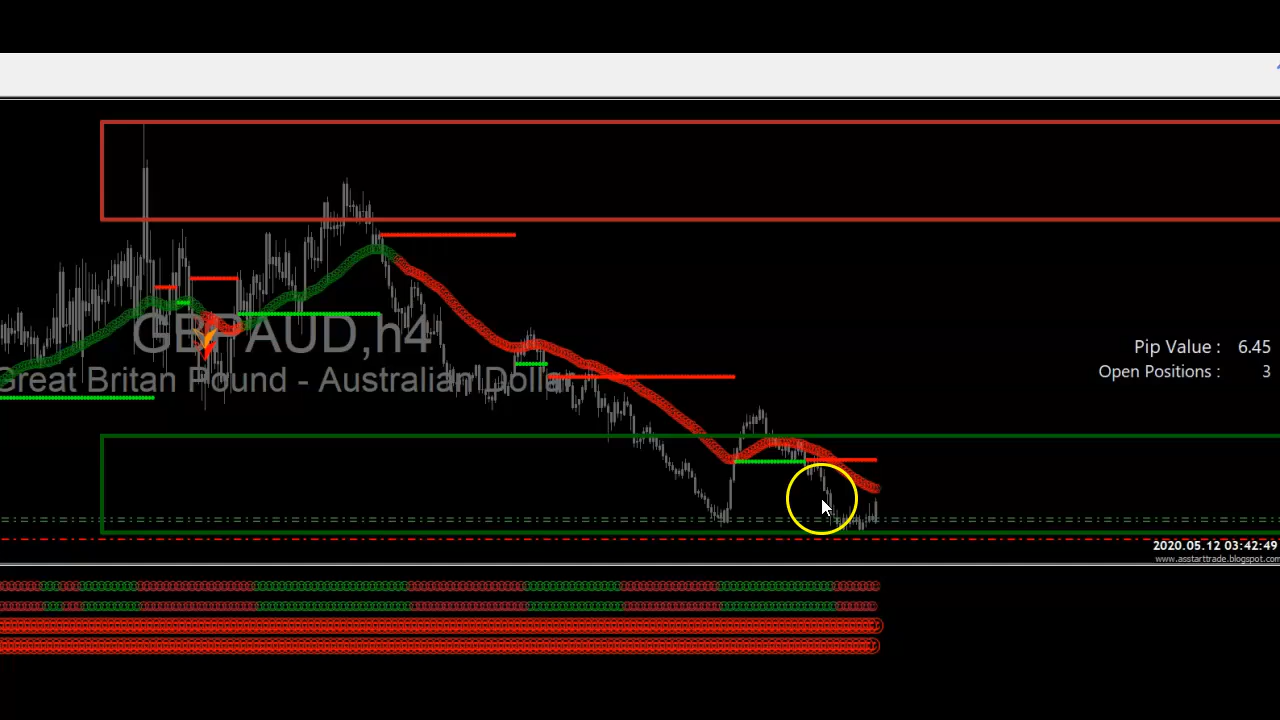 GBPAUD,h4
Great Britan Pound - Australian Dolla
Pip Value : 6.45
Open Positions : 3
2020.05.12 03:42:49
www.asstarttrade.blogspot.com